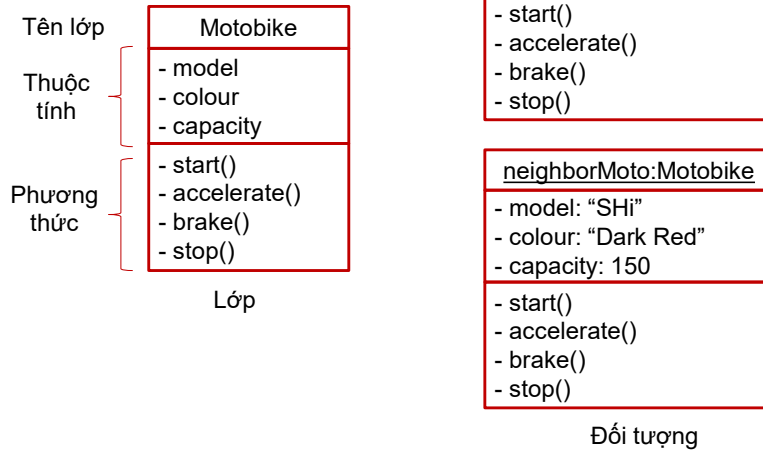 Tên lớp
Motobike
Thuộc
tính
- model
- colour
- capacity
Phương
thức
- start()
- accelerate()
- brake()
- stop()
Lớp
- start()
- accelerate()
- brake()
- stop()
neighborMoto:Motobike
- model: “SHi”
- colour: “Dark Red”
- capacity: 150
- start()
- accelerate()
- brake()
- stop()
Đối tượng